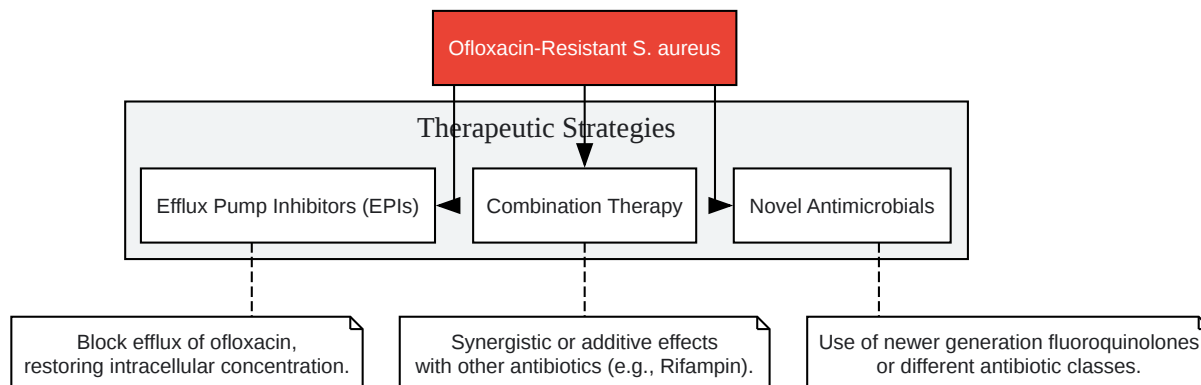 Ofloxacin-Resistant S. aureus
Therapeutic Strategies
Efflux Pump Inhibitors (EPIs)
Combination Therapy
Novel Antimicrobials
Block efflux of ofloxacin,
restoring intracellular concentration.
Synergistic or additive effects
with other antibiotics (e.g., Rifampin).
Use of newer generation fluoroquinolones
or different antibiotic classes.